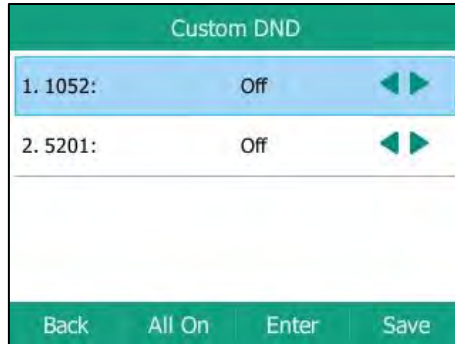 Custom DND
1. 1052: Off
2. 5201: Off
Back All On Enter Save